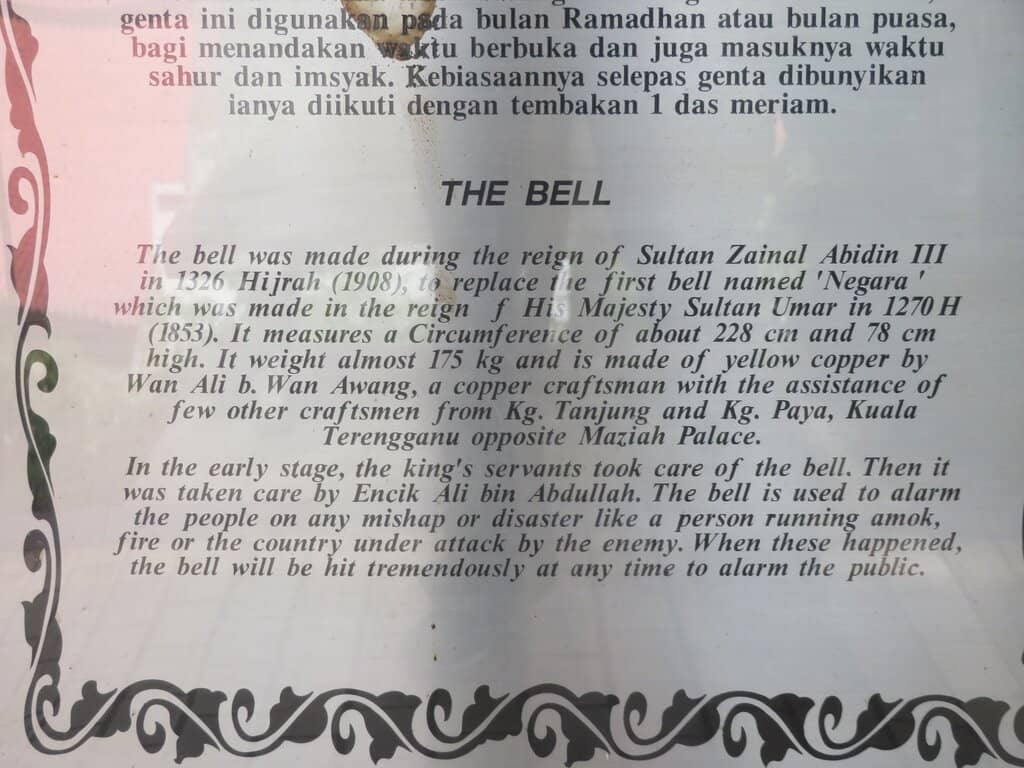 genta ini digunakan pada bulan Ramadhan atau bulan puasa,
bagi menandakan waktu berbuka dan juga masuknya waktu
sahur dan imsyak. Kebiasaannya selepas genta dibunyikan
ianya diikuti dengan tembakan 1 das meriam.
THE BELL
The bell was made during the reign of Sultan Zainal Abidin III
in 1326 Hijrah (1908), to replace the first bell named 'Negara'
which was made in the reign f His Majesty Sultan Umar in 1270 H
(1853). It measures a Circumference of about 228 cm and 78 cm
high. It weight almost 175 kg and is made of yellow copper by
Wan Ali b. Wan Awang, a copper craftsman with the assistance of
few other craftsmen from Kg. Tanjung and Kg. Paya, Kuala
Terengganu opposite Maziah Palace.
In the early stage, the king's servants took care of the bell. Then it
was taken care by Encik Ali bin Abdullah. The bell is used to alarm
the people on any mishap or disaster like a person running amok,
fire or the country under attack by the enemy. When these happened,
the bell will be hit tremendously at any time to alarm the public.